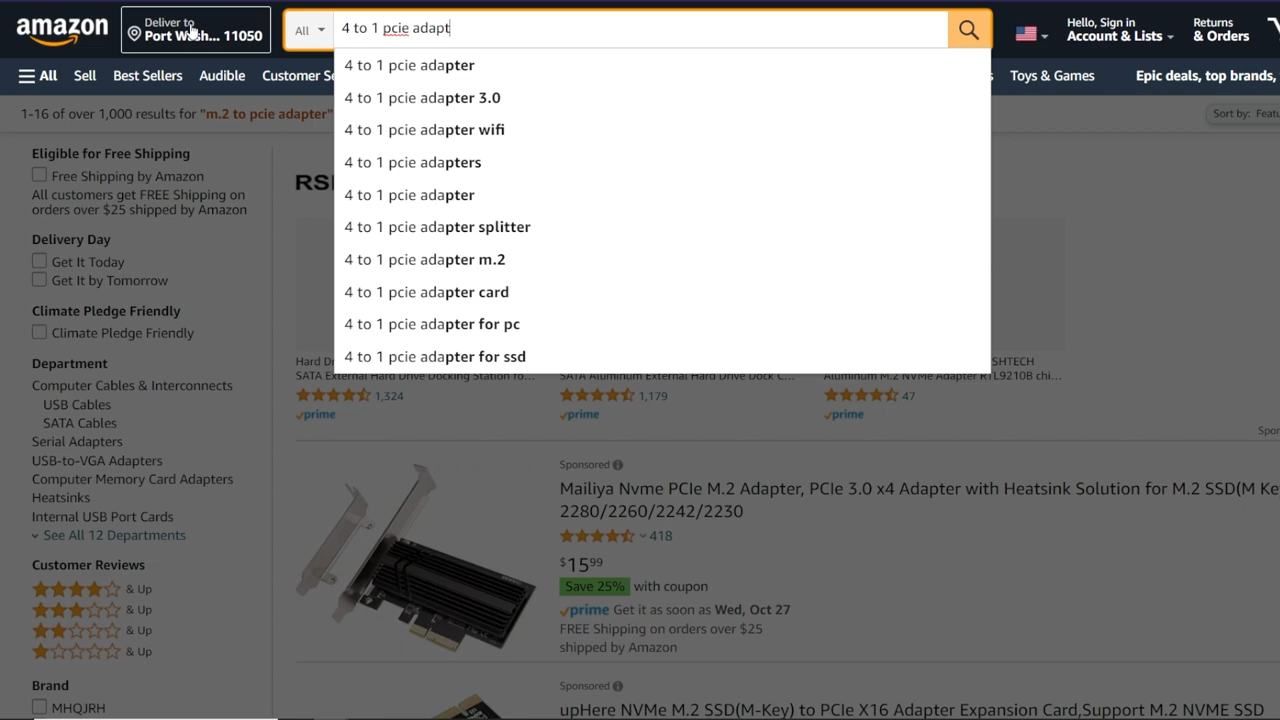 amazon
Deliver to
Port Wash... 11050
All
4 to 1 pcie adapt
Hello, Sign in
Account & Lists
Returns
& Orders
All
Sell
Best Sellers
Audible
Customer Se
Toys & Games
Epic deals, top brands,
4 to 1 pcie adapter
4 to 1 pcie adapter 3.0
4 to 1 pcie adapter wifi
4 to 1 pcie adapters
4 to 1 pcie adapter
4 to 1 pcie adapter splitter
4 to 1 pcie adapter m.2
4 to 1 pcie adapter card
4 to 1 pcie adapter for pc
4 to 1 pcie adapter for ssd
1-16 of over 1,000 results for "m.2 to pcie adapter"
Sort by: Featu
Eligible for Free Shipping
Free Shipping by Amazon
All customers get FREE Shipping on
orders over $25 shipped by Amazon
Delivery Day
Get It Today
Get It by Tomorrow
Climate Pledge Friendly
Climate Pledge Friendly
Department
Computer Cables & Interconnects
USB Cables
SATA Cables
Serial Adapters
USB-to-VGA Adapters
Computer Memory Card Adapters
Heatsinks
Internal USB Port Cards
See All 12 Departments
Customer Reviews
& Up
& Up
& Up
& Up
Brand
MHQJRH
RS
Hard D
SATA External Hard Drive Docking Station fo...
1,324
prime
SATA Aluminum External Hard Drive Dock C...
1,179
prime
SHTECH
Aluminum M.2 NVMe Adapter RTL9210B chi...
47
prime
Spor
Sponsored
Mailiya Nvme PCIe M.2 Adapter, PCIe 3.0 x4 Adapter with Heatsink Solution for M.2 SSD(M Ke
2280/2260/2242/2230
418
$15 99
Save 25% with coupon
prime Get it as soon as Wed, Oct 27
FREE Shipping on orders over $25
shipped by Amazon
Sponsored
upHere NVMe M.2 SSD(M-Key) to PCIe X16 Adapter Expansion Card,Support M.2 NVME SSD